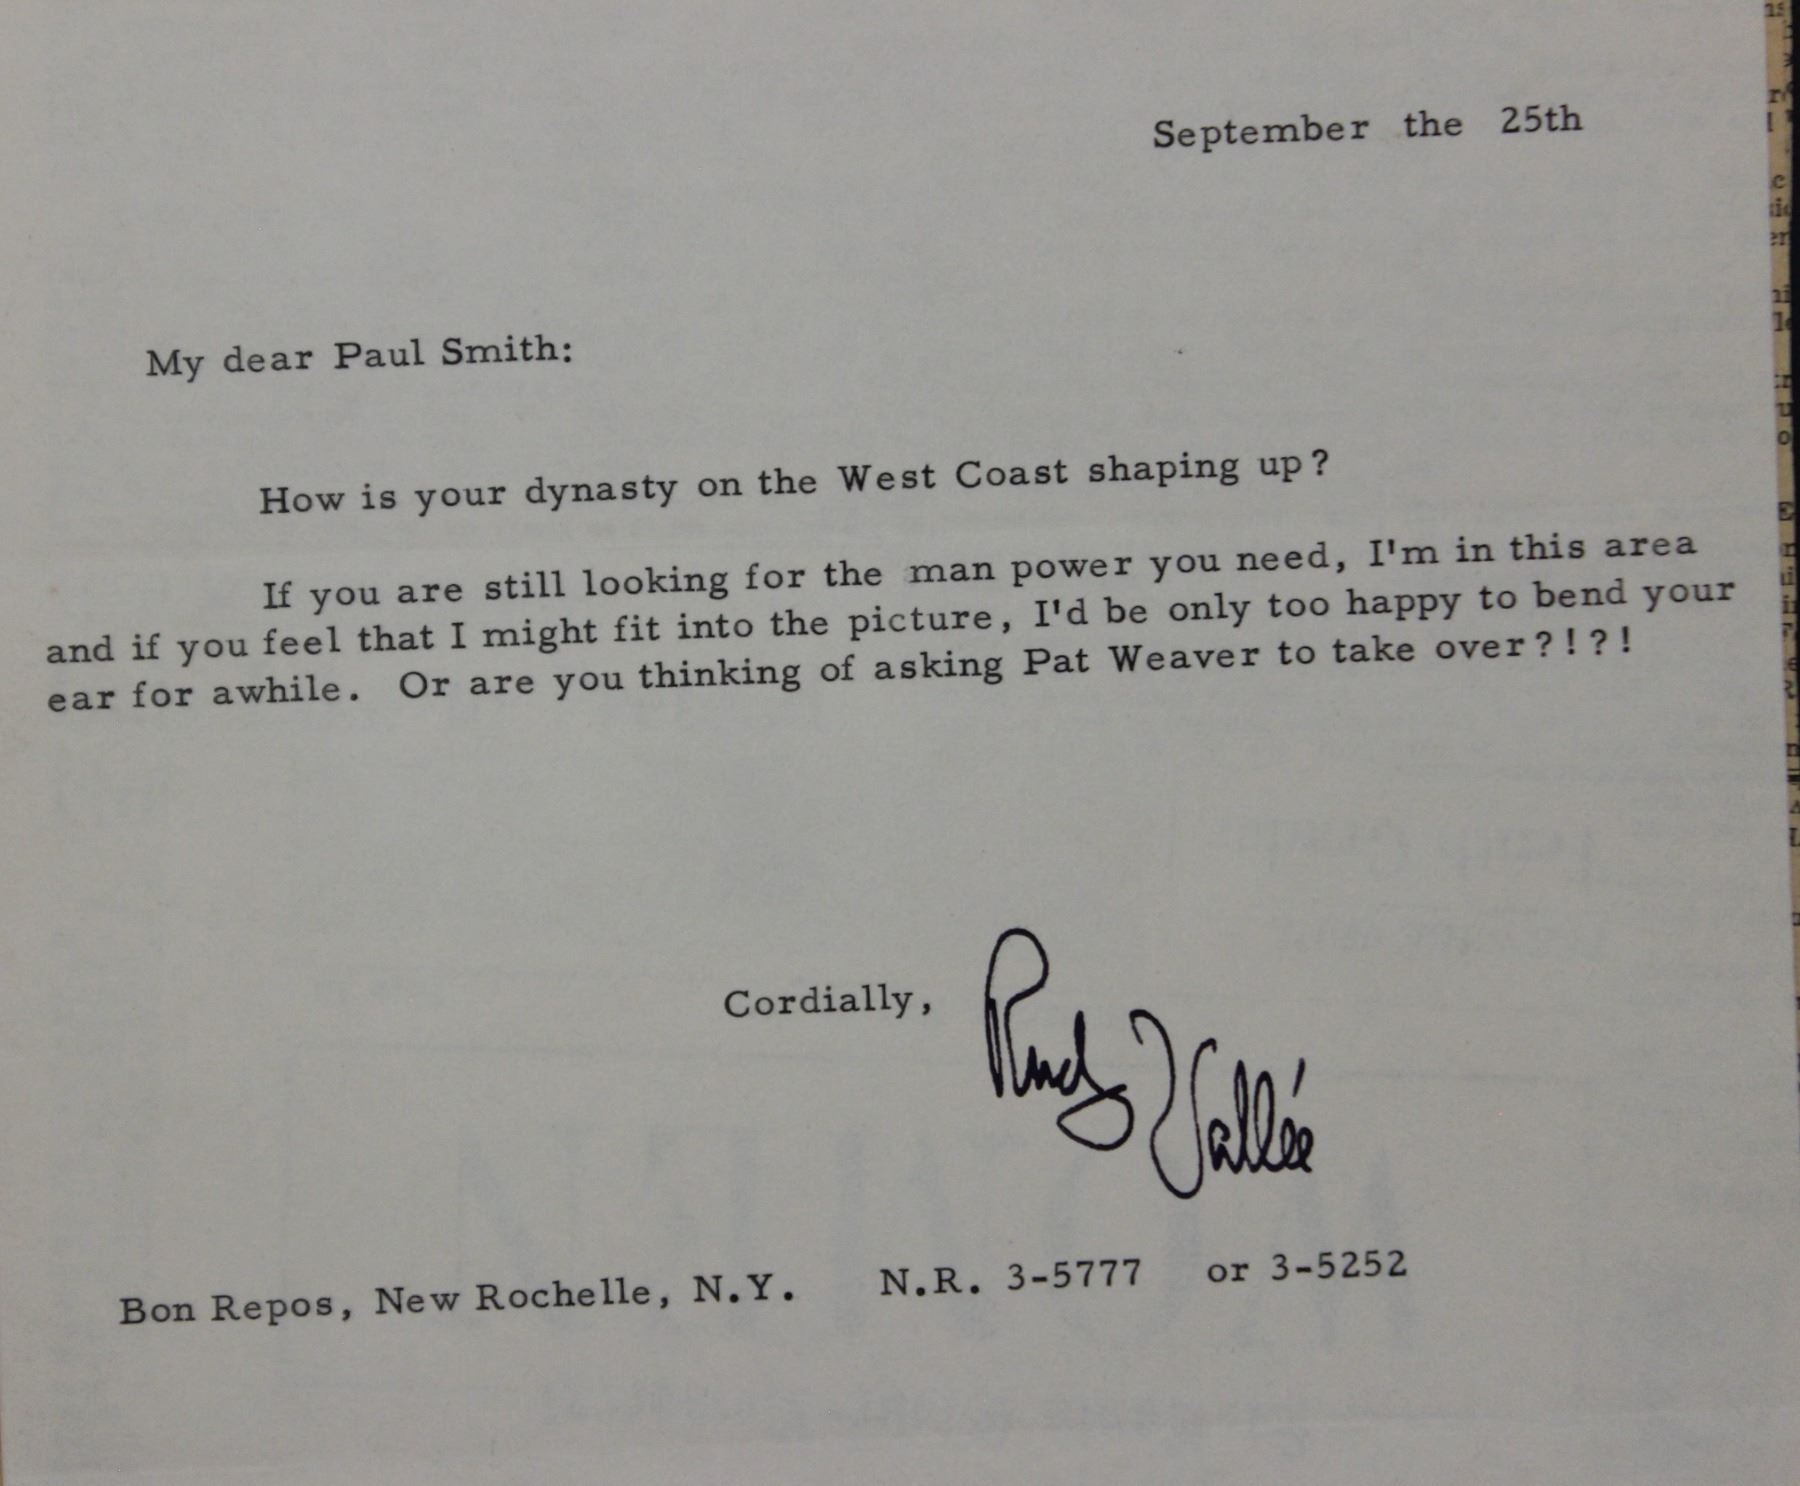 September the 25th
My dear Paul Smith:
How is your dynasty on the West Coast shaping up?
If you are still looking for the man power you need, I'm in this area
and if you feel that I might fit into the picture, I'd be only too happy to bend your
ear for awhile. Or are you thinking of asking Pat Weaver to take over?!?!
Cordially,
Rudy Vallée
Bon Repos, New Rochelle, N.Y. N.R. 3-5777 or 3-5252